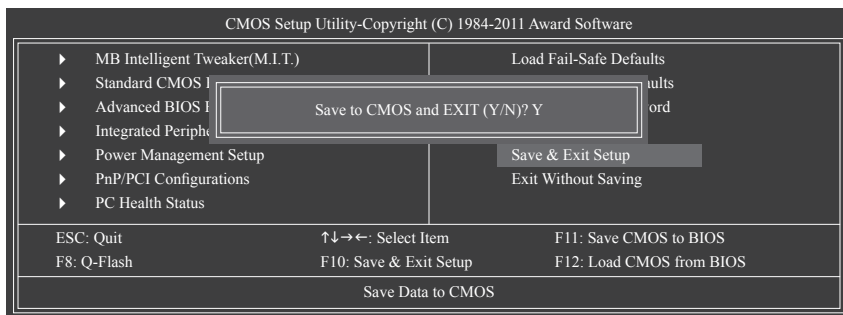 CMOS Setup Utility-Copyright (C) 1984-2011 Award Software
MB Intelligent Tweaker(M.I.T.)
Standard CMOS
Advanced BIOS
Integrated
Power Management Setup
PnP/PCI Configurations
PC Health Status
Load Fail-Safe Defaults
Save & Exit Setup
Exit Without Saving
Save to CMOS and EXIT (Y/N)? Y
ESC: Quit ↑↓→←: Select Item F11: Save CMOS to BIOS
F8: Q-Flash F10: Save & Exit Setup F12: Load CMOS from BIOS
Save Data to CMOS